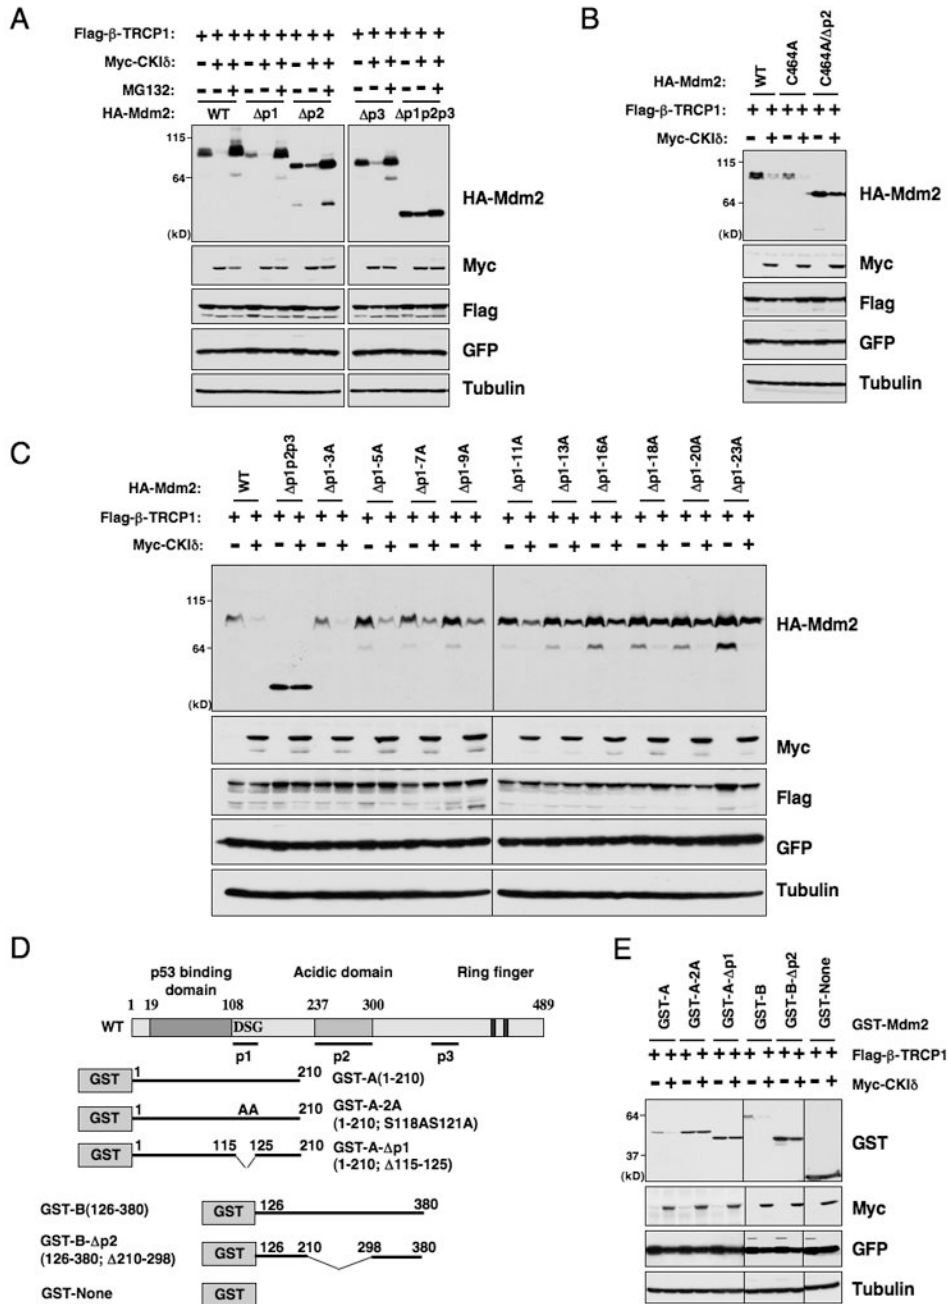 A
Flag-β-TRCP1: + + + + + + + + + + + + + + +
Myc-CKIδ: - + + - + + - + + - + + - + +
MG132: - - + - - + - - + - - + - - +
HA-Mdm2: WT Δp1 Δp2 Δp3 Δp1p2p3
115
64
(kD)
HA-Mdm2
Myc
Flag
GFP
Tubulin
B
HA-Mdm2: WT C464A C464A/Δp2
Flag-β-TRCP1: + + + + + +
Myc-CKIδ: - + - + - +
115
64
(kD)
HA-Mdm2
Myc
Flag
GFP
Tubulin
C
HA-Mdm2: WT Δp1p2p3 Δp1-3A Δp1-5A Δp1-7A Δp1-9A Δp1-11A Δp1-13A Δp1-16A Δp1-18A Δp1-20A Δp1-23A
Flag-β-TRCP1: + + + + + + + + + + + + + + + + + + + + + + + +
Myc-CKIδ: - + - + - + - + - + - + - + - + - + - + - + - +
115
64
(kD)
HA-Mdm2
Myc
Flag
GFP
Tubulin
D
p53 binding domain Acidic domain Ring finger
1 19 108 237 300 489
WT DSG
p1 p2 p3
GST 1 210 GST-A(1-210)
GST 1 AA 210 GST-A-2A
(1-210; S118AS121A)
GST 1 115 125 210 GST-A-Δp1
(1-210; Δ115-125)
GST-B(126-380) GST 126 380
GST-B-Δp2
(126-380; Δ210-298) GST 126 210 298 380
GST-None GST
E
GST-A GST-A-2A GST-A-Δp1 GST-B GST-B-Δp2 GST-None GST-Mdm2
+ + + + + + + + + + + + Flag-β-TRCP1
- + - + - + - + - + - + Myc-CKIδ
64
37
(kD)
GST
Myc
GFP
Tubulin